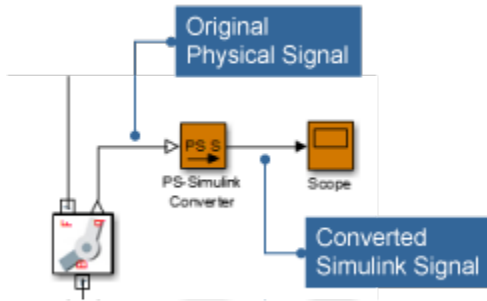 Original
Physical Signal
PS S
PS-Simulink
Converter
Scope
Converted
Simulink Signal